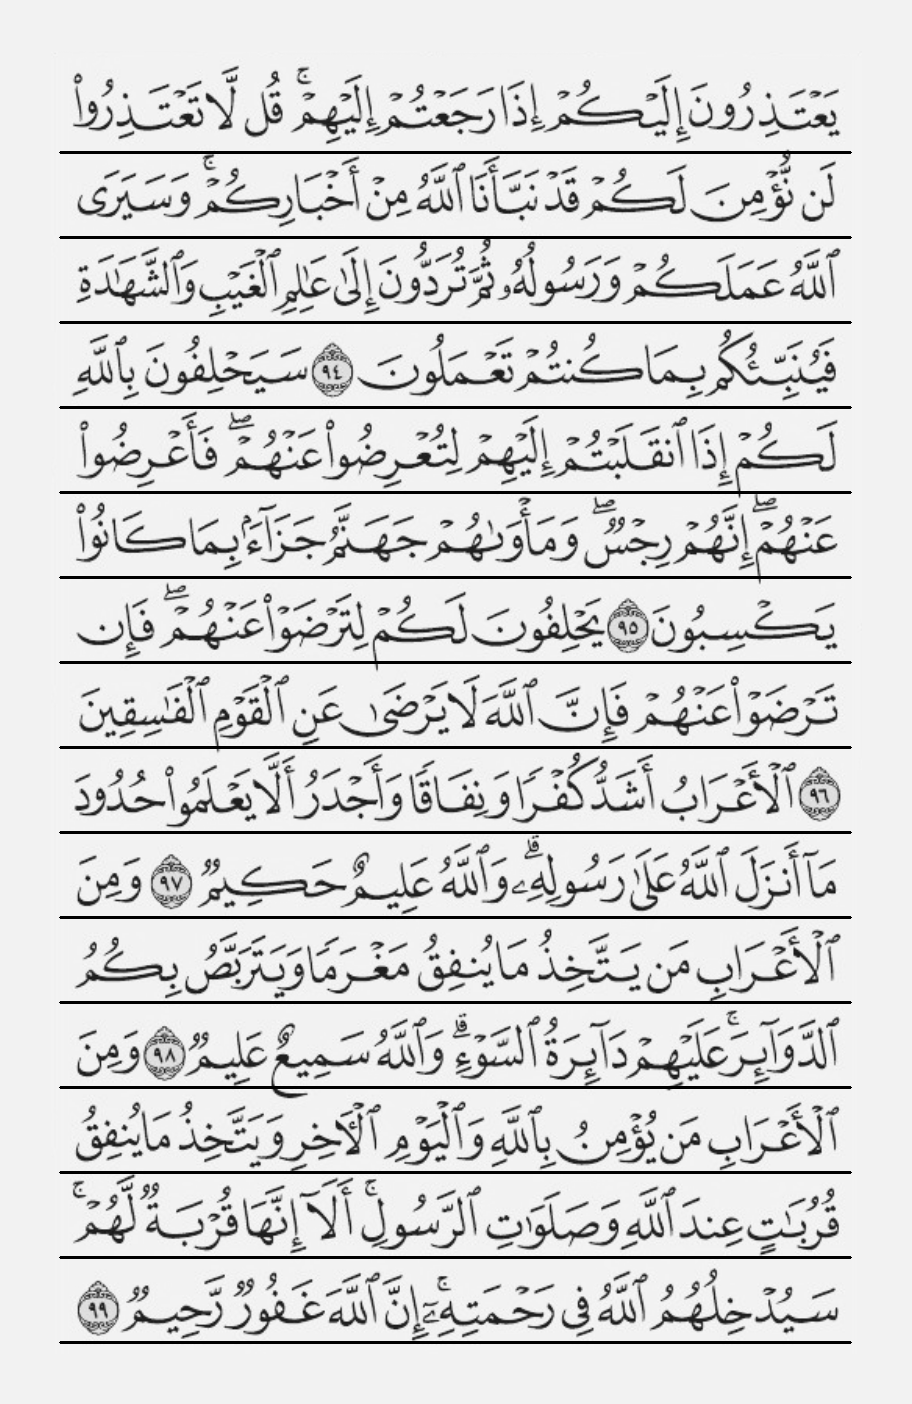 يَعْتَذِرُونَ إِلَيْكُمْ إِذَا رَجَعْتُمْ إِلَيْهِمْ ۚ قُل لَّا تَعْتَذِرُوا۟
لَن نُّؤْمِنَ لَكُمْ قَدْ نَبَّأَنَا ٱللَّهُ مِنْ أَخْبَارِكُمْ ۚ وَسَيَرَى
ٱللَّهُ عَمَلَكُمْ وَرَسُولُهُۥ ثُمَّ تُرَدُّونَ إِلَىٰ عَٰلِمِ ٱلْغَيْبِ وَٱلشَّهَٰدَةِ
فَيُنَبِّئُكُم بِمَا كُنتُمْ تَعْمَلُونَ ٩٤ سَيَحْلِفُونَ بِٱللَّهِ
لَكُمْ إِذَا ٱنقَلَبْتُمْ إِلَيْهِمْ لِتُعْرِضُوا۟ عَنْهُمْ ۖ فَأَعْرِضُوا۟
عَنْهُمْ ۖ إِنَّهُمْ رِجْسٌ ۖ وَمَأْوَىٰهُمْ جَهَنَّمُ جَزَآءًۢ بِمَا كَانُوا۟
يَكْسِبُونَ ٩٥ يَحْلِفُونَ لَكُمْ لِتَرْضَوْا۟ عَنْهُمْ ۖ فَإِن
تَرْضَوْا۟ عَنْهُمْ فَإِنَّ ٱللَّهَ لَا يَرْضَىٰ عَنِ ٱلْقَوْمِ ٱلْفَٰسِقِينَ
٩٦ ٱلْأَعْرَابُ أَشَدُّ كُفْرًا وَنِفَاقًا وَأَجْدَرُ أَلَّا يَعْلَمُوا۟ حُدُودَ
مَآ أَنزَلَ ٱللَّهُ عَلَىٰ رَسُولِهِۦ ۗ وَٱللَّهُ عَلِيمٌ حَكِيمٌ ٩٧ وَمِنَ
ٱلْأَعْرَابِ مَن يَتَّخِذُ مَا يُنفِقُ مَغْرَمًا وَيَتَرَبَّصُ بِكُمُ
ٱلدَّوَآئِرَ ۚ عَلَيْهِمْ دَآئِرَةُ ٱلسَّوْءِ ۗ وَٱللَّهُ سَمِيعٌ عَلِيمٌ ٩٨ وَمِنَ
ٱلْأَعْرَابِ مَن يُؤْمِنُ بِٱللَّهِ وَٱلْيَوْمِ ٱلْءَاخِرِ وَيَتَّخِذُ مَا يُنفِقُ
قُرُبَٰتٍ عِندَ ٱللَّهِ وَصَلَوَٰتِ ٱلرَّسُولِ ۚ أَلَآ إِنَّهَا قُرْبَةٌ لَّهُمْ ۚ
سَيُدْخِلُهُمُ ٱللَّهُ فِى رَحْمَتِهِۦٓ ۚ إِنَّ ٱللَّهَ غَفُورٌ رَّحِيمٌ ٩٩